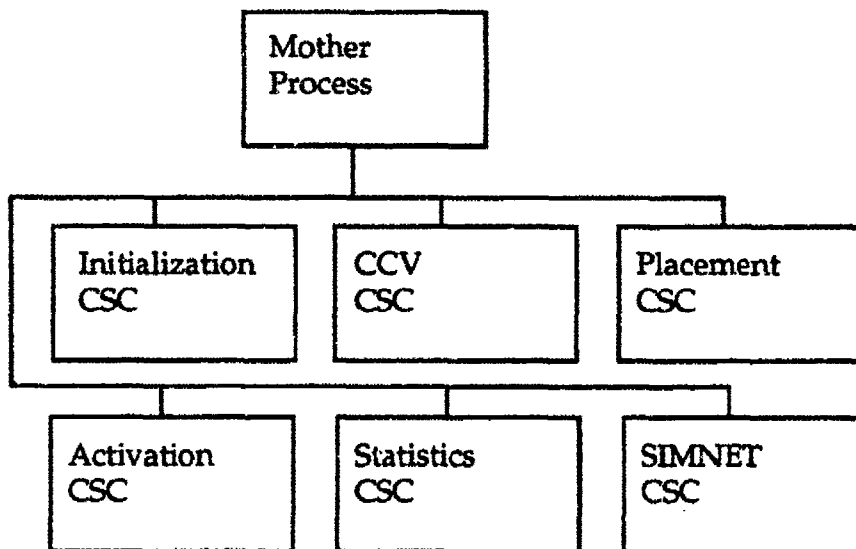 Mother
Process
Initialization
CSC
CCV
CSC
Placement
CSC
Activation
CSC
Statistics
CSC
SIMNET
CSC